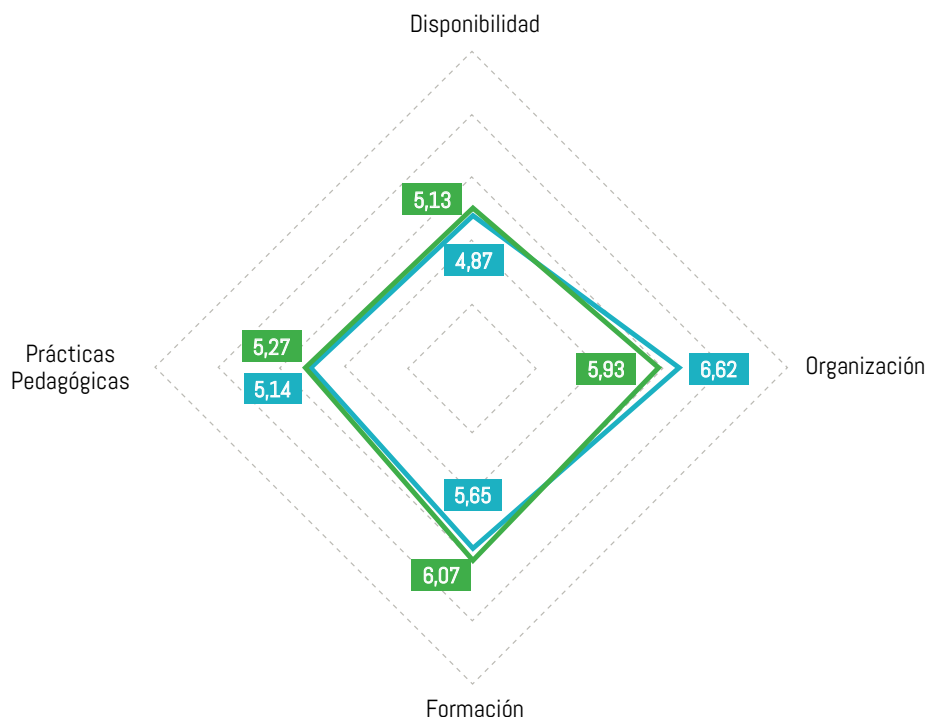 Disponibilidad
5,13
4,87
Prácticas
Pedagógicas
5,27
5,14
5,93
6,62
Organización
5,65
6,07
Formación